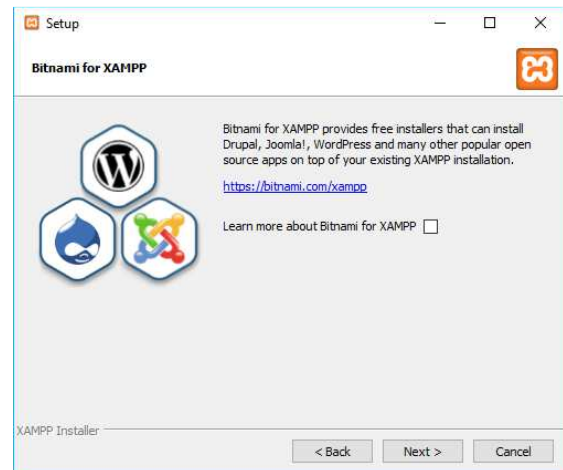 Setup
Bitnami for XAMPP
Bitnami for XAMPP provides free installers that can install
Drupal, Joomla!, WordPress and many other popular open
source apps on top of your existing XAMPP installation.
https://bitnami.com/xampp
Learn more about Bitnami for XAMPP
XAMPP Installer
< Back
Next >
Cancel